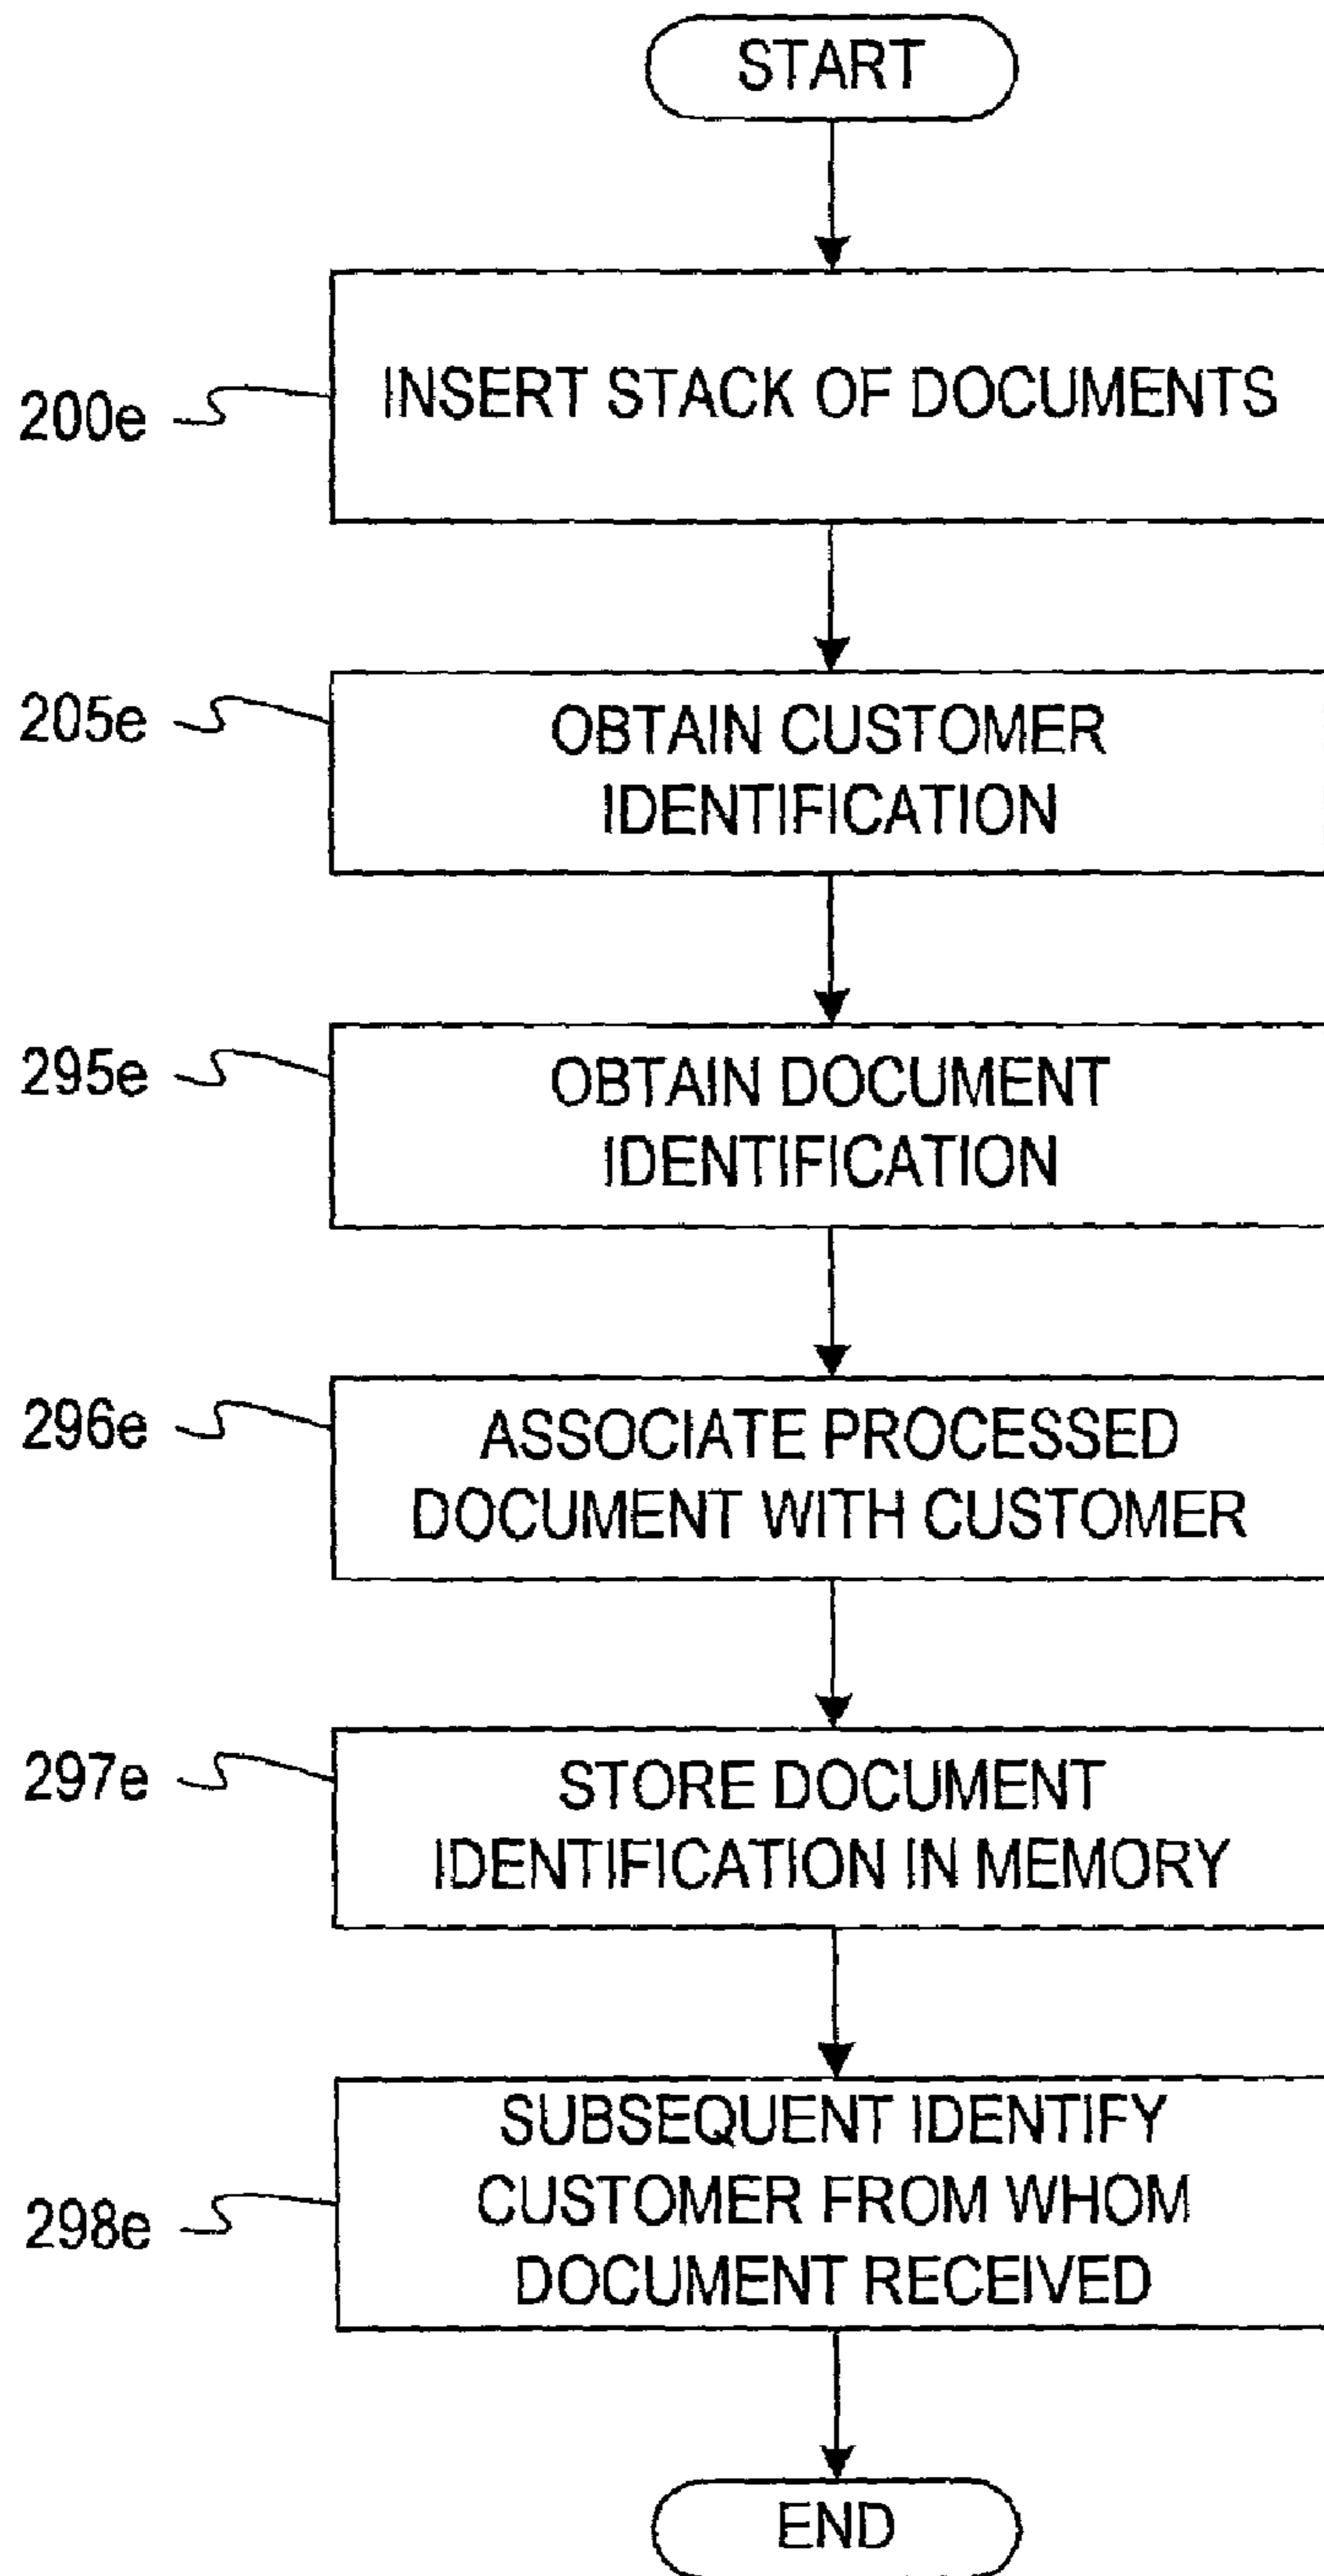 START
200e
INSERT STACK OF DOCUMENTS
205e
OBTAIN CUSTOMER
IDENTIFICATION
295e
OBTAIN DOCUMENT
IDENTIFICATION
296e
ASSOCIATE PROCESSED
DOCUMENT WITH CUSTOMER
297e
STORE DOCUMENT
IDENTIFICATION IN MEMORY
298e
SUBSEQUENT IDENTIFY
CUSTOMER FROM WHOM
DOCUMENT RECEIVED
END